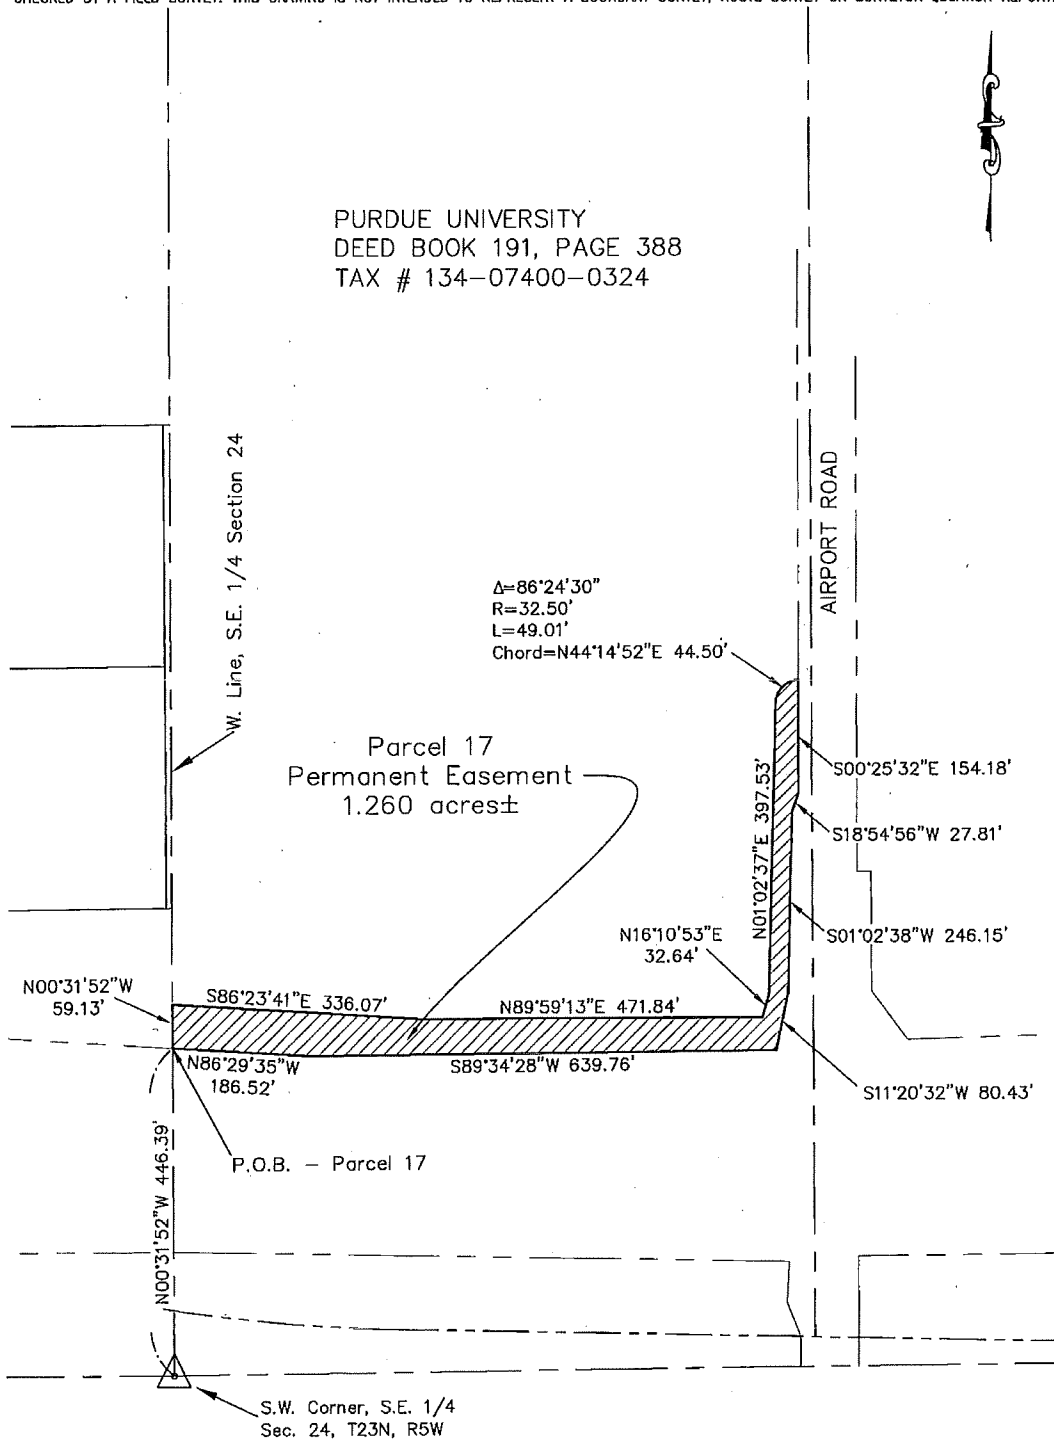 PURDUE UNIVERSITY
DEED BOOK 191, PAGE 388
TAX # 134-07400-0324
W. Line, S.E. 1/4 Section 24
AIRPORT ROAD
Δ=86°24'30"
R=32.50'
L=49.01'
Chord=N44°14'52"E 44.50'
Parcel 17
Permanent Easement
1.260 acres±
S00°25'32"E 154.18'
N01°02'37"E 397.53'
S18°54'56"W 27.81'
N16°10'53"E
32.64'
S01°02'38"W 246.15'
N00°31'52"W
59.13'
S86°23'41"E 336.07'
N89°59'13"E 471.84'
N86°29'35"W
186.52'
S89°34'28"W 639.76'
S11°20'32"W 80.43'
P.O.B. - Parcel 17
N00°31'52"W 446.39'
S.W. Corner, S.E. 1/4
Sec. 24, T23N, R5W